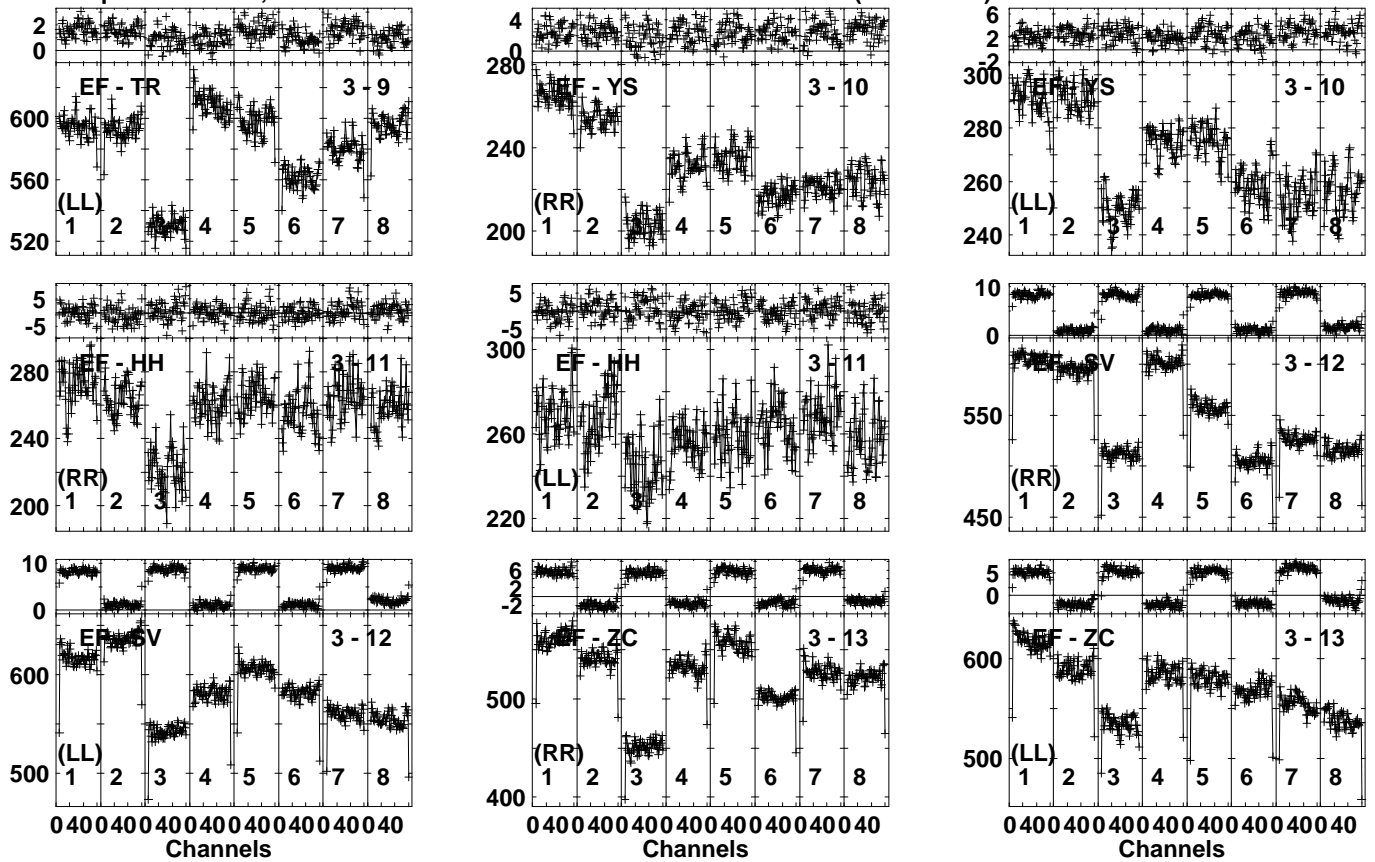 2
0
EF - TR
3 - 9
600
560
520
(LL)
1 2 3 4 5 6 7 8
4
0
280
EF - YS
3 - 10
240
200
(RR)
1 2 3 4 5 6 7 8
6
2
-2
300
EF - YS
3 - 10
280
260
240
(LL)
1 2 3 4 5 6 7 8
5
-5
280
EF - HH
3 - 11
240
200
(RR)
1 2 3 4 5 6 7 8
5
-5
300
EF - HH
3 - 11
260
220
(LL)
1 2 3 4 5 6 7 8
10
0
EF - SV
3 - 12
550
450
(RR)
1 2 3 4 5 6 7 8
10
0
EF - SV
3 - 12
600
500
(LL)
1 2 3 4 5 6 7 8
0 40 0 40 0 40 0 40 0 40 0 40 0 40 0 40
Channels
6
2
-2
EF - ZC
3 - 13
500
400
(RR)
1 2 3 4 5 6 7 8
0 40 0 40 0 40 0 40 0 40 0 40 0 40 0 40
Channels
5
0
EF - ZC
3 - 13
600
500
(LL)
1 2 3 4 5 6 7 8
0 40 0 40 0 40 0 40 0 40 0 40 0 40 0 40
Channels